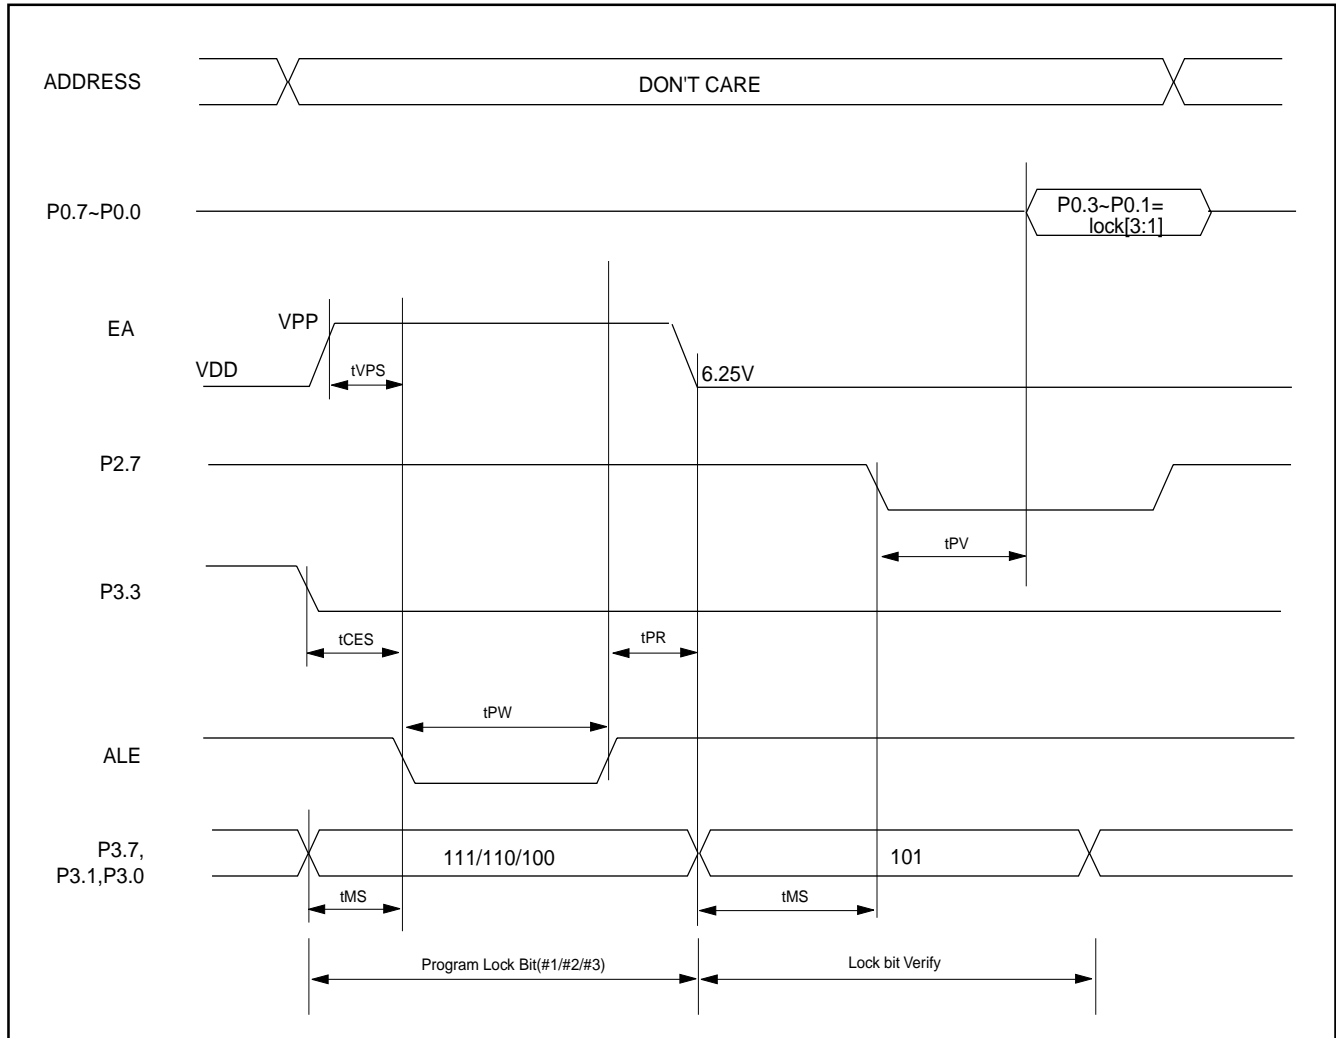 ADDRESS
DON'T CARE
P0.7~P0.0
P0.3~P0.1=
lock[3:1]
EA
VPP
VDD
tVPS
6.25V
P2.7
tPV
P3.3
tCES
tPR
tPW
ALE
P3.7,
P3.1,P3.0
111/110/100
101
tMS
tMS
Program Lock Bit(#1/#2/#3)
Lock bit Verify